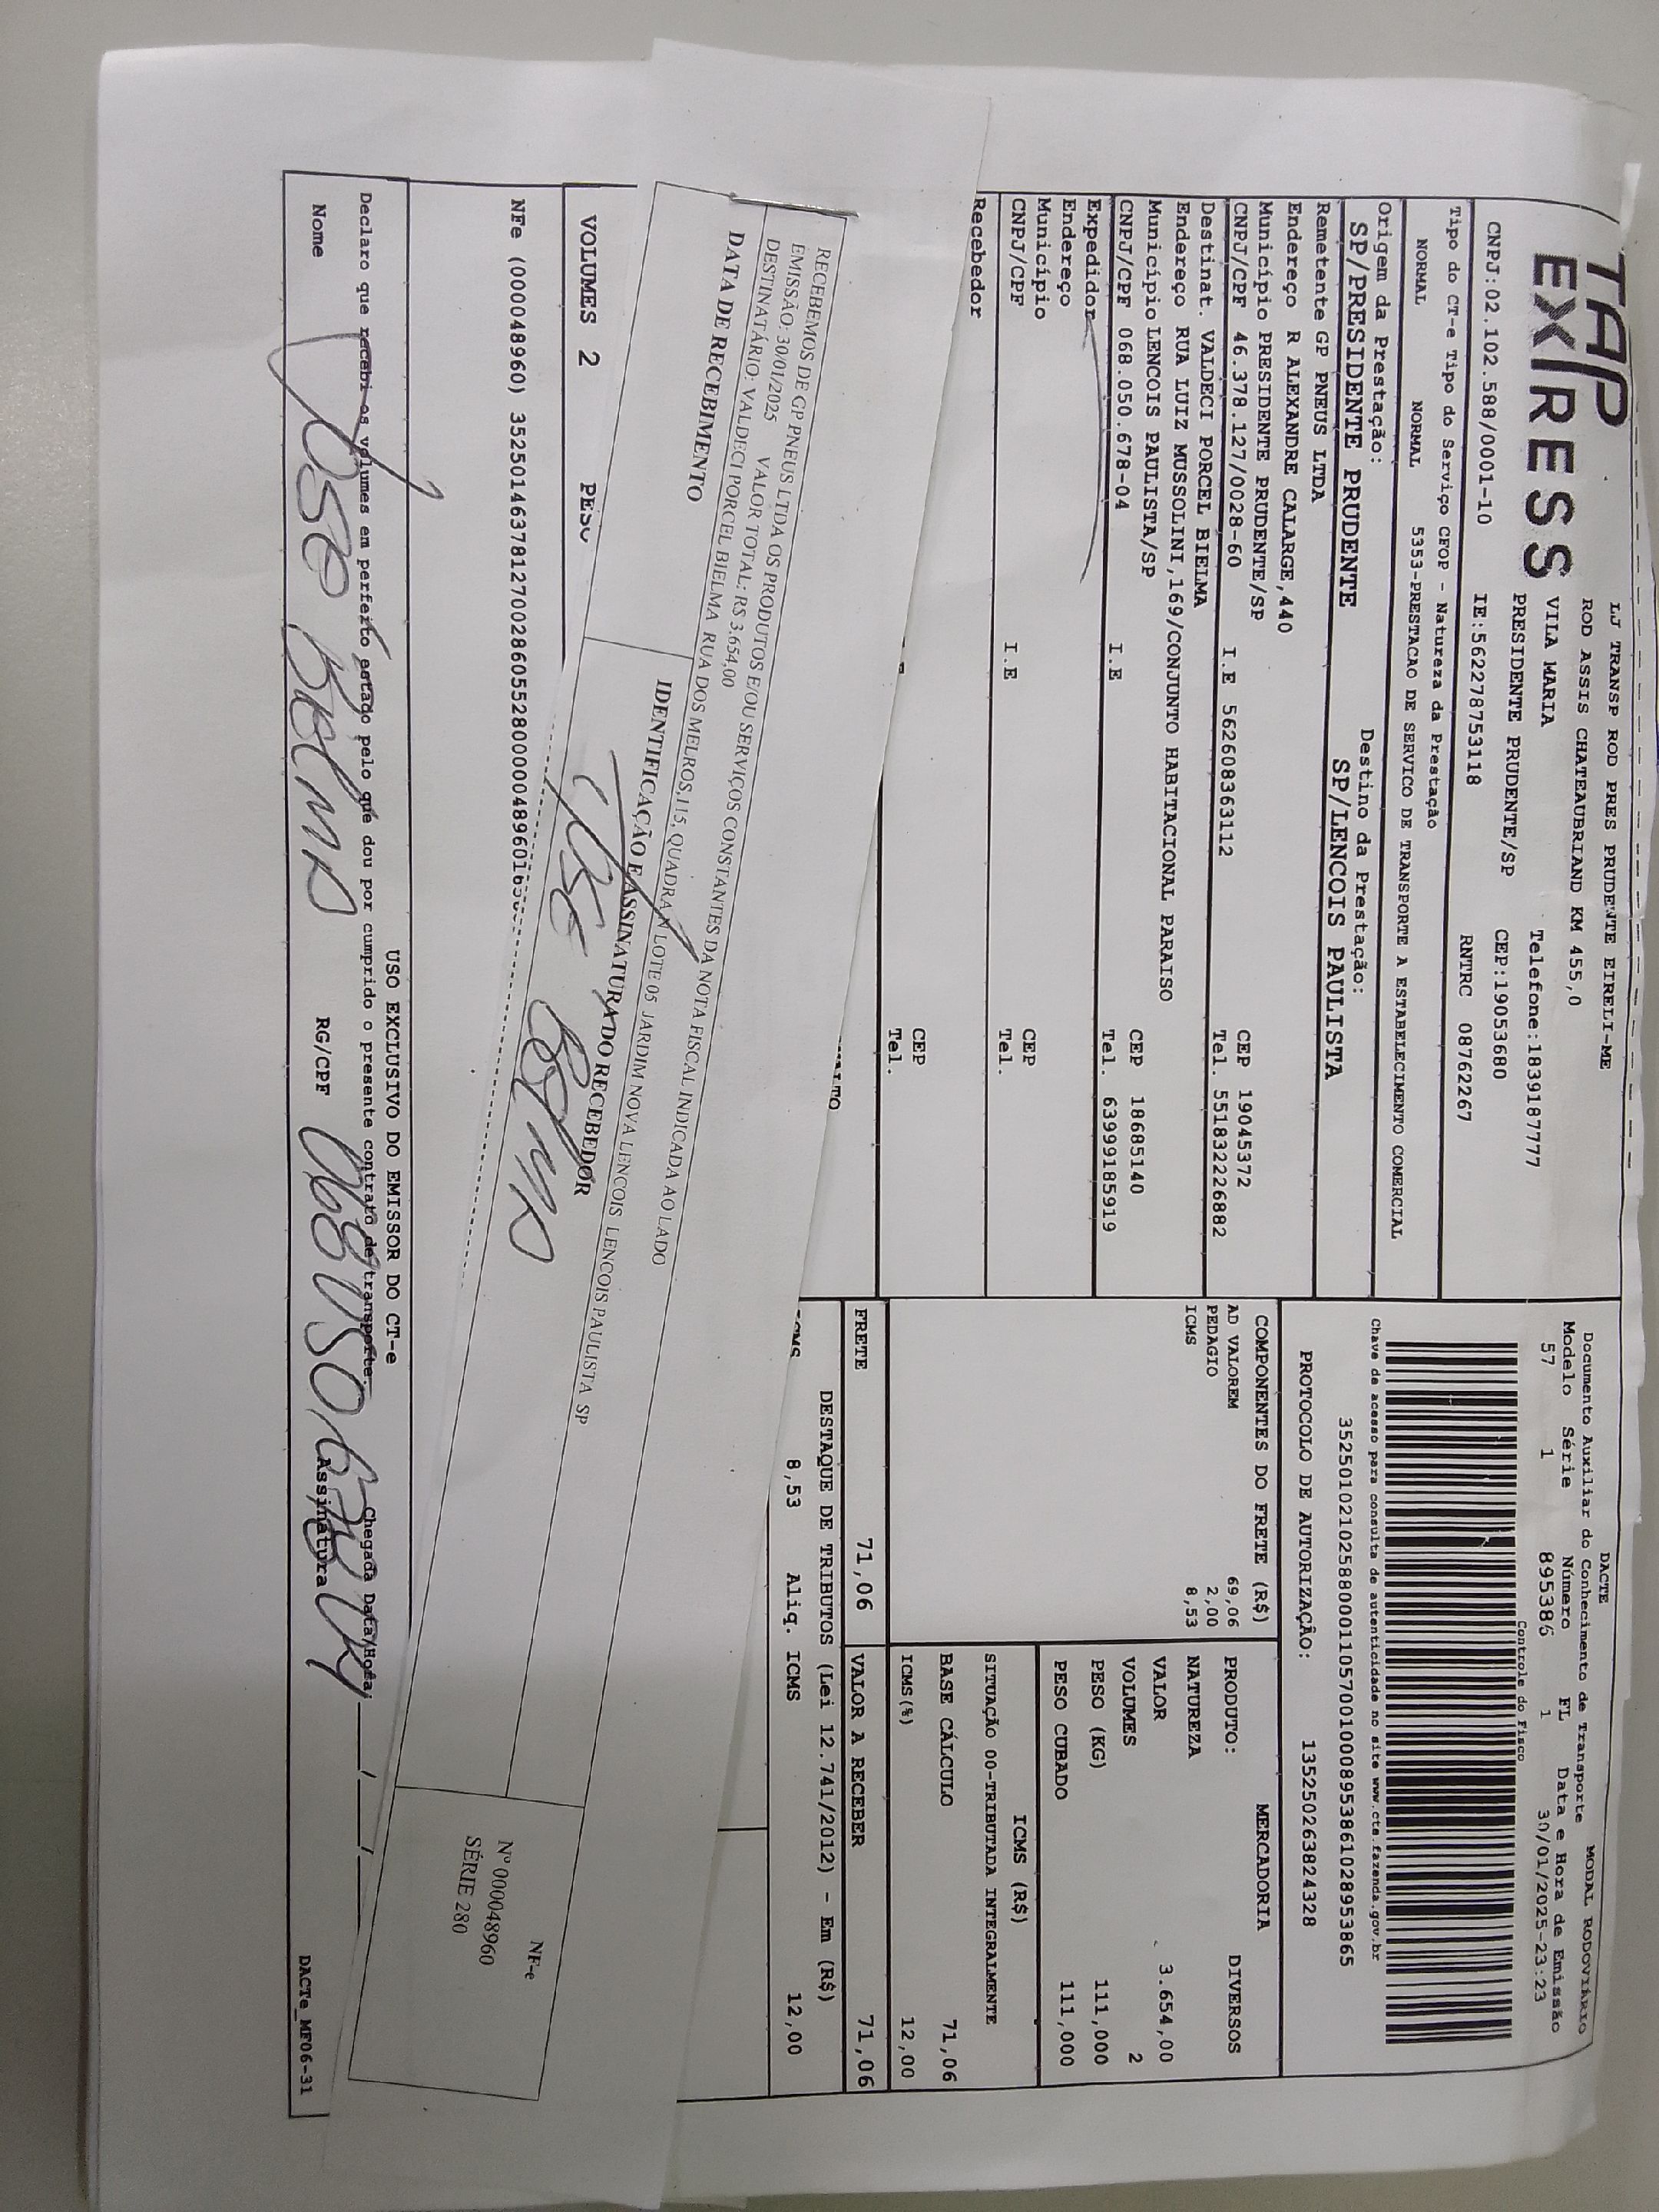 TAP
EXPRESS
LJ TRANSP ROD PRES PRUDENTE EIRELI-ME
ROD ASSIS CHATEAUBRIAND KM 455,0
VILA MARIA
Telefone:1839187777
PRESIDENTE PRUDENTE/SP
CEP:19053680
CNPJ:02.102.588/0001-10
IE:562278753118
RNTRC 08762267
Tipo do CT-e Tipo do Serviço CFOP - Natureza da Prestação
NORMAL NORMAL 5353-PRESTACAO DE SERVICO DE TRANSPORTE A ESTABELECIMENTO COMERCIAL
Origem da Prestação:
SP/PRESIDENTE PRUDENTE
Destino da Prestação:
SP/LENCOIS PAULISTA
Remetente GP PNEUS LTDA
Endereço R ALEXANDRE CALARGE,440
Município PRESIDENTE PRUDENTE/SP
CEP 19045372
CNPJ/CPF 46.378.127/0028-60
I.E 562608363112
Tel. 551832226882
Destinat. VALDECI PORCEL BIELMA
Endereço RUA LUIZ MUSSOLINI,169/CONJUNTO HABITACIONAL PARAISO
Município LENCOIS PAULISTA/SP
CEP 18685140
CNPJ/CPF 068.050.678-04
I.E
Tel. 63999185919
Expedidor
Endereço
Município
CEP
CNPJ/CPF
I.E
Tel.
Recebedor
CEP
Tel.
DACTE
MODAL RODOVIÁRIO
Documento Auxiliar do Conhecimento de Transporte
Modelo Série Número FL Data e Hora de Emissão
57 1 895386 1 30/01/2025-23:23
Controle do Fisco
Chave de acesso para consulta de autenticidade no site www.cte.fazenda.gov.br
35250102102588000110570010008953861028953865
PROTOCOLO DE AUTORIZAÇÃO: 135250263824328
COMPONENTES DO FRETE (R$)
AD VALOREM 69,06
PEDAGIO 2,00
ICMS 8,53
MERCADORIA
PRODUTO: DIVERSOS
NATUREZA
VALOR 3.654,00
VOLUMES 2
PESO (KG) 111,000
PESO CUBADO 111,000
ICMS (R$)
SITUAÇÃO 00-TRIBUTADA INTEGRALMENTE
BASE CÁLCULO 71,06
ICMS(%) 12,00
FRETE 71,06
VALOR A RECEBER 71,06
DESTAQUE DE TRIBUTOS (Lei 12.741/2012) - Em (R$)
ICMS 8,53 Aliq. ICMS 12,00
RECEBEMOS DE GP PNEUS LTDA OS PRODUTOS E/OU SERVIÇOS CONSTANTES DA NOTA FISCAL INDICADA AO LADO
EMISSÃO: 30/01/2025 VALOR TOTAL: R$ 3.654,00
DESTINATÁRIO: VALDECI PORCEL BIELMA RUA DOS MELROS,115, QUADRA N LOTE 05 JARDIM NOVA LENCOIS LENCOIS PAULISTA SP
DATA DE RECEBIMENTO
IDENTIFICAÇÃO E ASSINATURA DO RECEBEDOR
Jose Bielma
NF-e
Nº 000048960
SÉRIE 280
VOLUMES 2
PESO
NFe (000048960)
USO EXCLUSIVO DO EMISSOR DO CT-e
Declaro que recebi os volumes em perfeito estado pelo que dou por cumprido o presente contrato de transporte.
Chegada Data/Hora: ___/___/___
Nome Jose Bielma
RG/CPF
Assinatura
DACTe_MF06-31